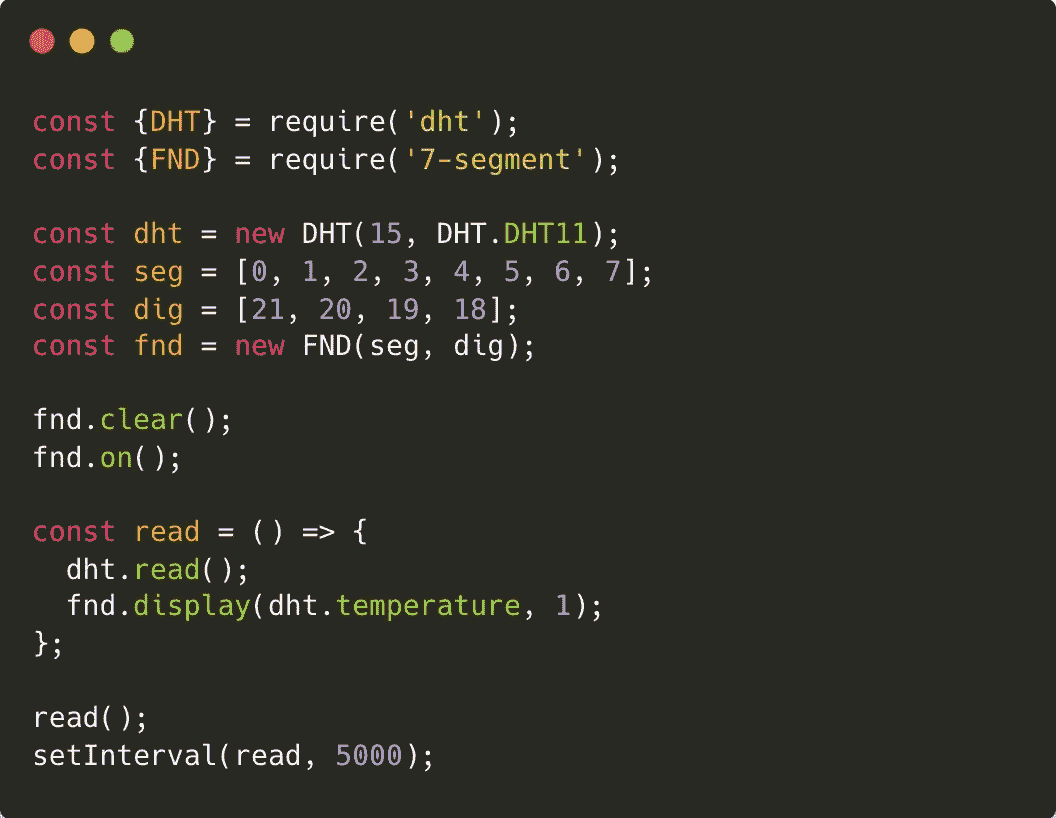 const {DHT} = require('dht');
const {FND} = require('7-segment');

const dht = new DHT(15, DHT.DHT11);
const seg = [0, 1, 2, 3, 4, 5, 6, 7];
const dig = [21, 20, 19, 18];
const fnd = new FND(seg, dig);

fnd.clear();
fnd.on();

const read = () => {
  dht.read();
  fnd.display(dht.temperature, 1);
};

read();
setInterval(read, 5000);